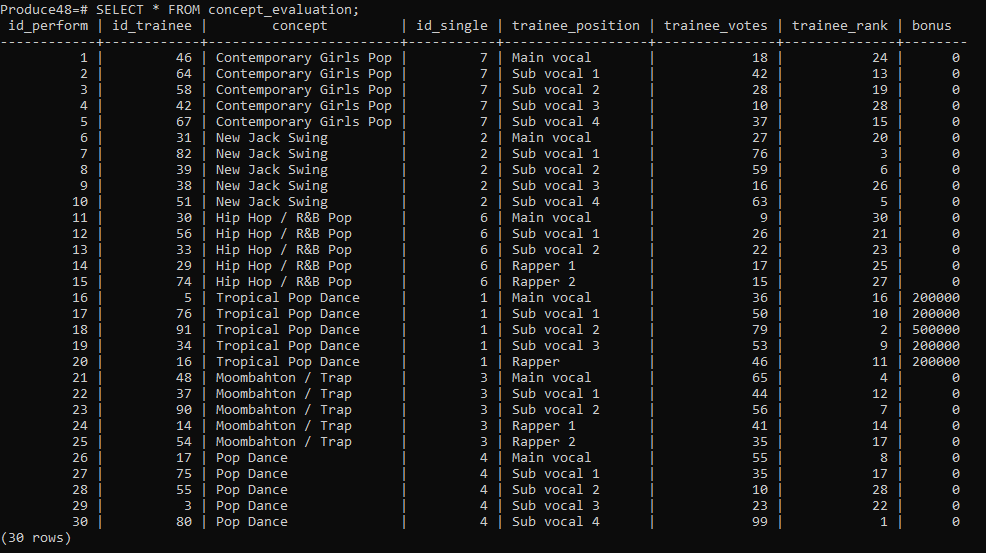 Produce48=# SELECT * FROM concept_evaluation;
 id_perform | id_trainee |        concept         | id_single | trainee_position | trainee_votes | trainee_rank | bonus
------------+------------+------------------------+-----------+------------------+---------------+--------------+--------
          1 |         46 | Contemporary Girls Pop |         7 | Main vocal       |            18 |           24 |      0
          2 |         64 | Contemporary Girls Pop |         7 | Sub vocal 1      |            42 |           13 |      0
          3 |         58 | Contemporary Girls Pop |         7 | Sub vocal 2      |            28 |           19 |      0
          4 |         42 | Contemporary Girls Pop |         7 | Sub vocal 3      |            10 |           28 |      0
          5 |         67 | Contemporary Girls Pop |         7 | Sub vocal 4      |            37 |           15 |      0
          6 |         31 | New Jack Swing         |         2 | Main vocal       |            27 |           20 |      0
          7 |         82 | New Jack Swing         |         2 | Sub vocal 1      |            76 |            3 |      0
          8 |         39 | New Jack Swing         |         2 | Sub vocal 2      |            59 |            6 |      0
          9 |         38 | New Jack Swing         |         2 | Sub vocal 3      |            16 |           26 |      0
         10 |         51 | New Jack Swing         |         2 | Sub vocal 4      |            63 |            5 |      0
         11 |         30 | Hip Hop / R&B Pop      |         6 | Main vocal       |             9 |           30 |      0
         12 |         56 | Hip Hop / R&B Pop      |         6 | Sub vocal 1      |            26 |           21 |      0
         13 |         33 | Hip Hop / R&B Pop      |         6 | Sub vocal 2      |            22 |           23 |      0
         14 |         29 | Hip Hop / R&B Pop      |         6 | Rapper 1         |            17 |           25 |      0
         15 |         74 | Hip Hop / R&B Pop      |         6 | Rapper 2         |            15 |           27 |      0
         16 |          5 | Tropical Pop Dance     |         1 | Main vocal       |            36 |           16 | 200000
         17 |         76 | Tropical Pop Dance     |         1 | Sub vocal 1      |            50 |           10 | 200000
         18 |         91 | Tropical Pop Dance     |         1 | Sub vocal 2      |            79 |            2 | 500000
         19 |         34 | Tropical Pop Dance     |         1 | Sub vocal 3      |            53 |            9 | 200000
         20 |         16 | Tropical Pop Dance     |         1 | Rapper           |            46 |           11 | 200000
         21 |         48 | Moombahton / Trap      |         3 | Main vocal       |            65 |            4 |      0
         22 |         37 | Moombahton / Trap      |         3 | Sub vocal 1      |            44 |           12 |      0
         23 |         90 | Moombahton / Trap      |         3 | Sub vocal 2      |            56 |            7 |      0
         24 |         14 | Moombahton / Trap      |         3 | Rapper 1         |            41 |           14 |      0
         25 |         54 | Moombahton / Trap      |         3 | Rapper 2         |            35 |           17 |      0
         26 |         17 | Pop Dance              |         4 | Main vocal       |            55 |            8 |      0
         27 |         75 | Pop Dance              |         4 | Sub vocal 1      |            35 |           17 |      0
         28 |         55 | Pop Dance              |         4 | Sub vocal 2      |            10 |           28 |      0
         29 |          3 | Pop Dance              |         4 | Sub vocal 3      |            23 |           22 |      0
         30 |         80 | Pop Dance              |         4 | Sub vocal 4      |            99 |            1 |      0
(30 rows)